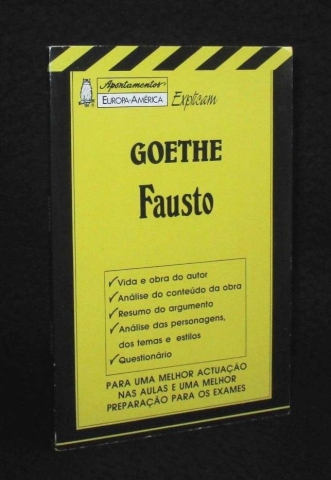 Apontamentos
EUROPA-AMÉRICA
Explicam
GOETHE
Fausto
✓Vida e obra do autor
✓Análise do conteúdo da obra
✓Resumo do argumento
✓Análise das personagens,
dos temas e estilos
✓Questionário
PARA UMA MELHOR ACTUAÇÃO
NAS AULAS E UMA MELHOR
PREPARAÇÃO PARA OS EXAMES